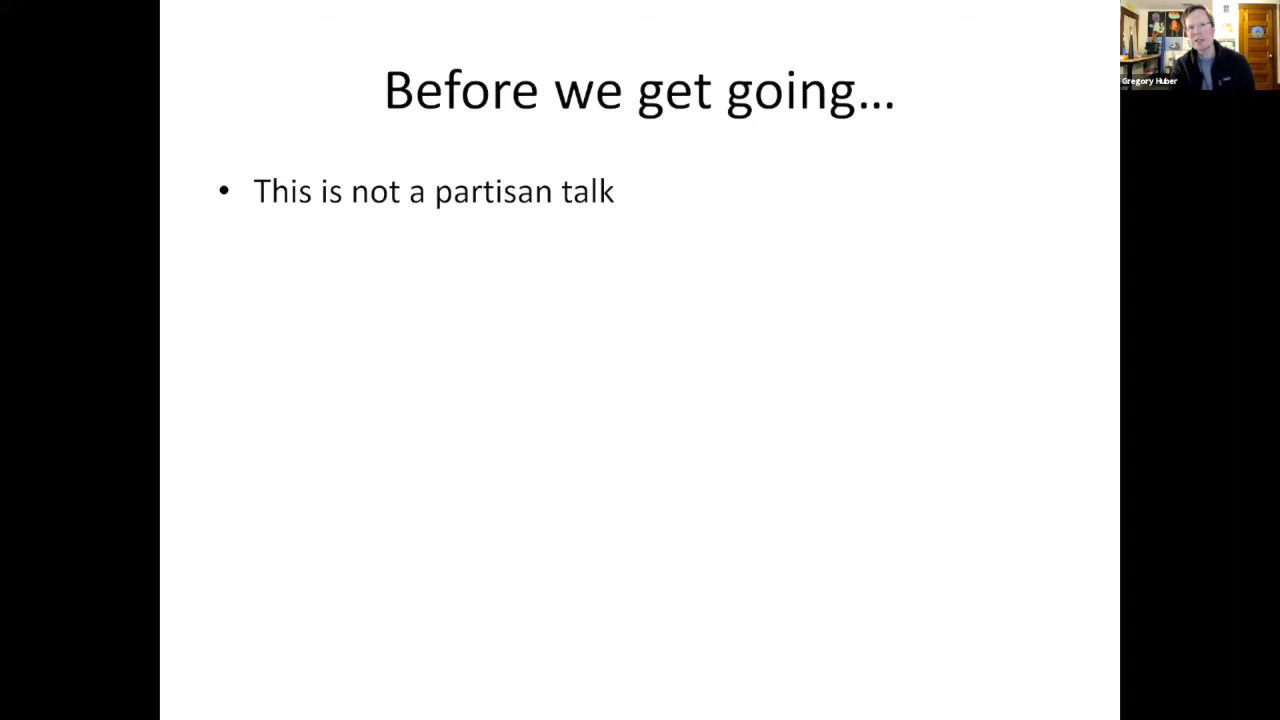 Before we get going...
• This is not a partisan talk
Gregory Huber